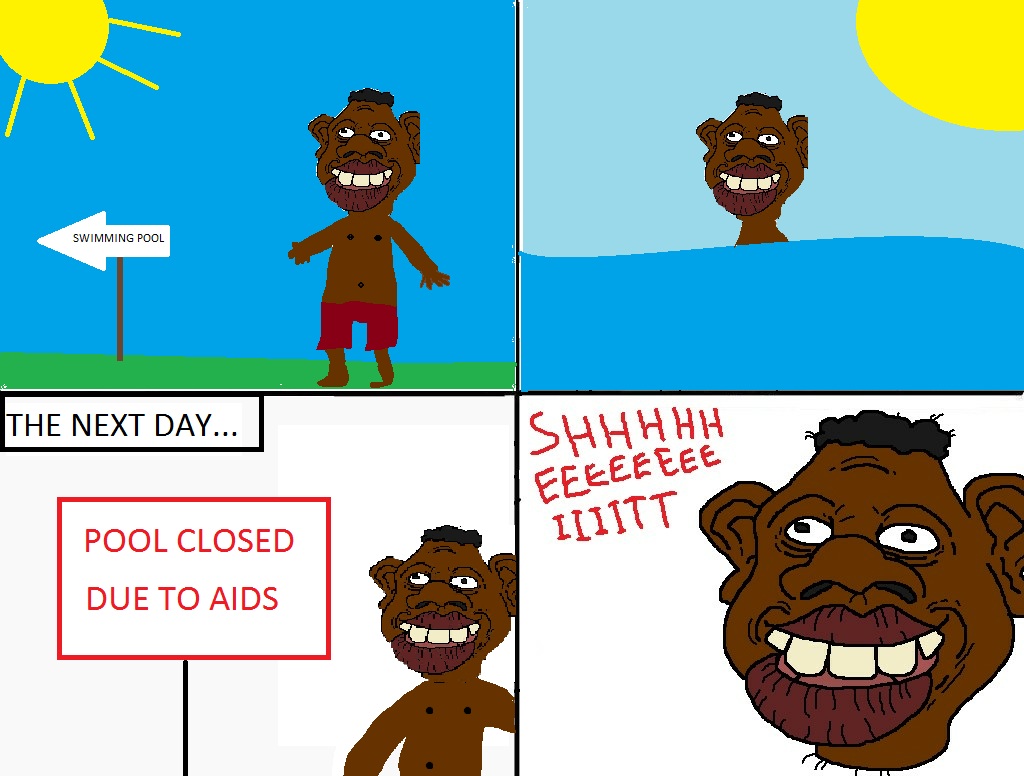 SWIMMING POOL
THE NEXT DAY...
POOL CLOSED
DUE TO AIDS
SHHHHH
EEEEEEEE
IIIITT